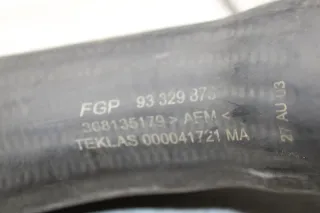 FGP 93 329 873
368135179 > AEM <
TEKLAS 000041721 MA
27 AU 03